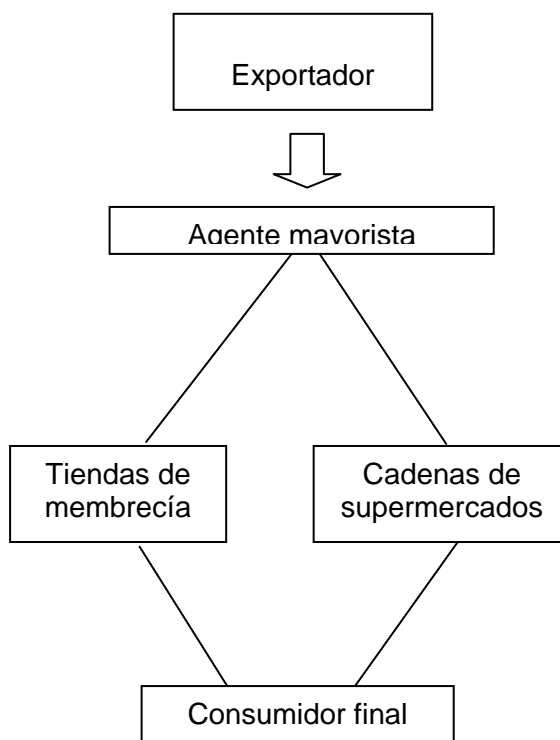 Exportador
Agente mayorista
Tiendas de
membrecía
Cadenas de
supermercados
Consumidor final